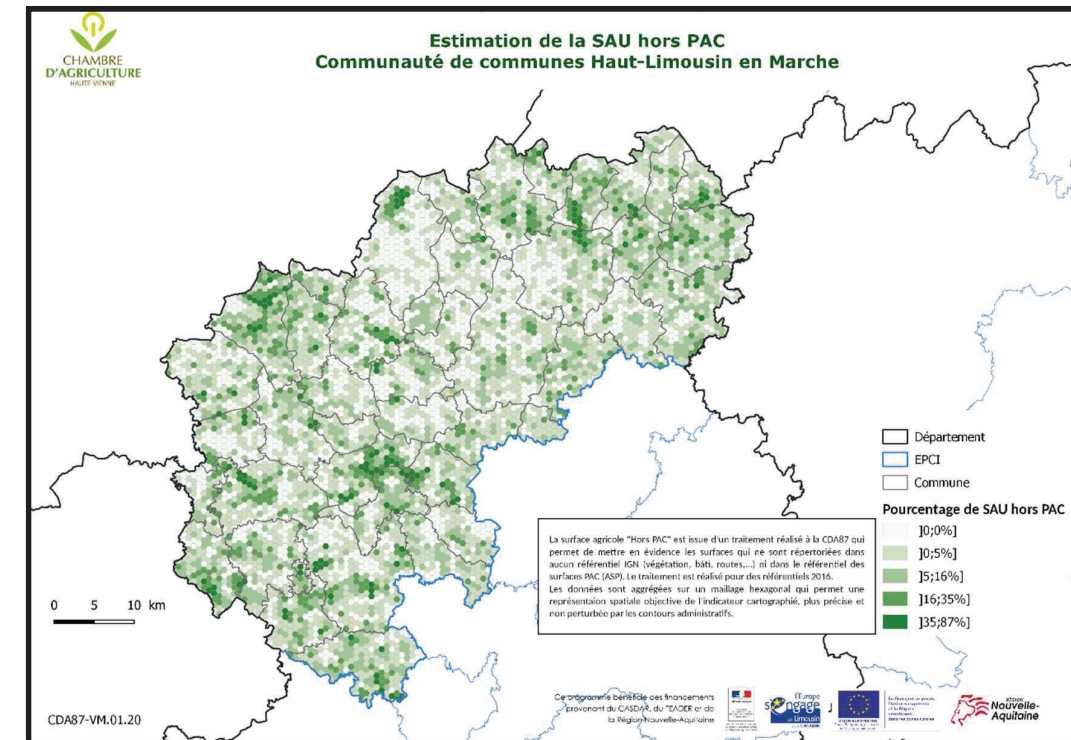 CHAMBRE
D'AGRICULTURE
HAUTE-VIENNE
Estimation de la SAU hors PAC
Communauté de communes Haut-Limousin en Marche
Département
EPCI
Commune
Pourcentage de SAU hors PAC
]0;0%]
]0;5%]
]5;16%]
]16;35%]
]35;87%]
La surface agricole "Hors PAC" est issue d'un traitement réalisé à la CDA87 qui
permet de mettre en évidence les surfaces qui ne sont répertoriées dans
aucun référentiel IGN (végétation, bâti, routes,...) ni dans le référentiel des
surfaces PAC (ASP). Le traitement est réalisé pour des référentiels 2016.
Les données sont aggrégées sur un maillage hexagonal qui permet une
représentaion spatiale objective de l'indicateur cartographié, plus précise et
non perturbée par les contours administratifs.
0 5 10 km
CDA87-VM.01.20
Ce programme bénéficie des financements
provenant du CASDAR, du FEADER et de
la Région Nouvelle-Aquitaine
L'Europe
s'engage
en Limousin
RÉGION
Nouvelle-
Aquitaine